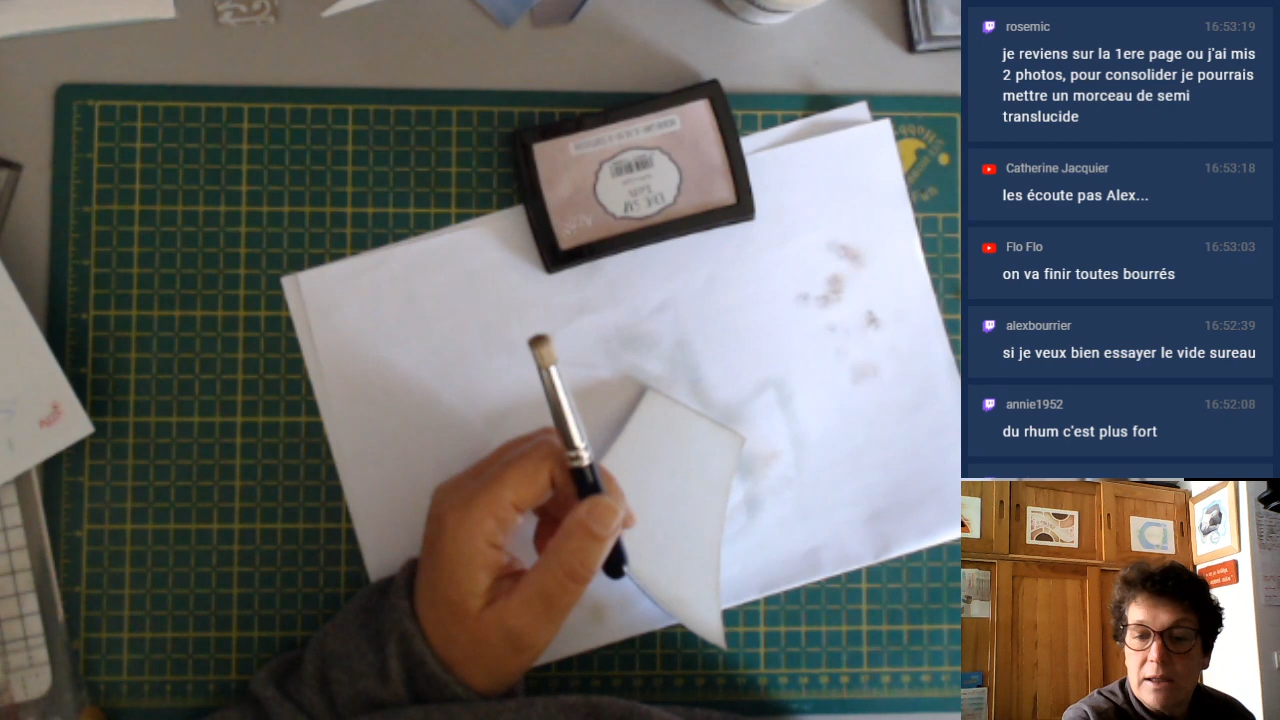 rosemic 16:53:19
je reviens sur la 1ere page ou j'ai mis
2 photos, pour consolider je pourrais
mettre un morceau de semi
translucide
Catherine Jacquier 16:53:18
les écoute pas Alex...
Flo Flo 16:53:03
on va finir toutes bourrés
alexbourrier 16:52:39
si je veux bien essayer le vide sureau
annie1952 16:52:08
du rhum c'est plus fort